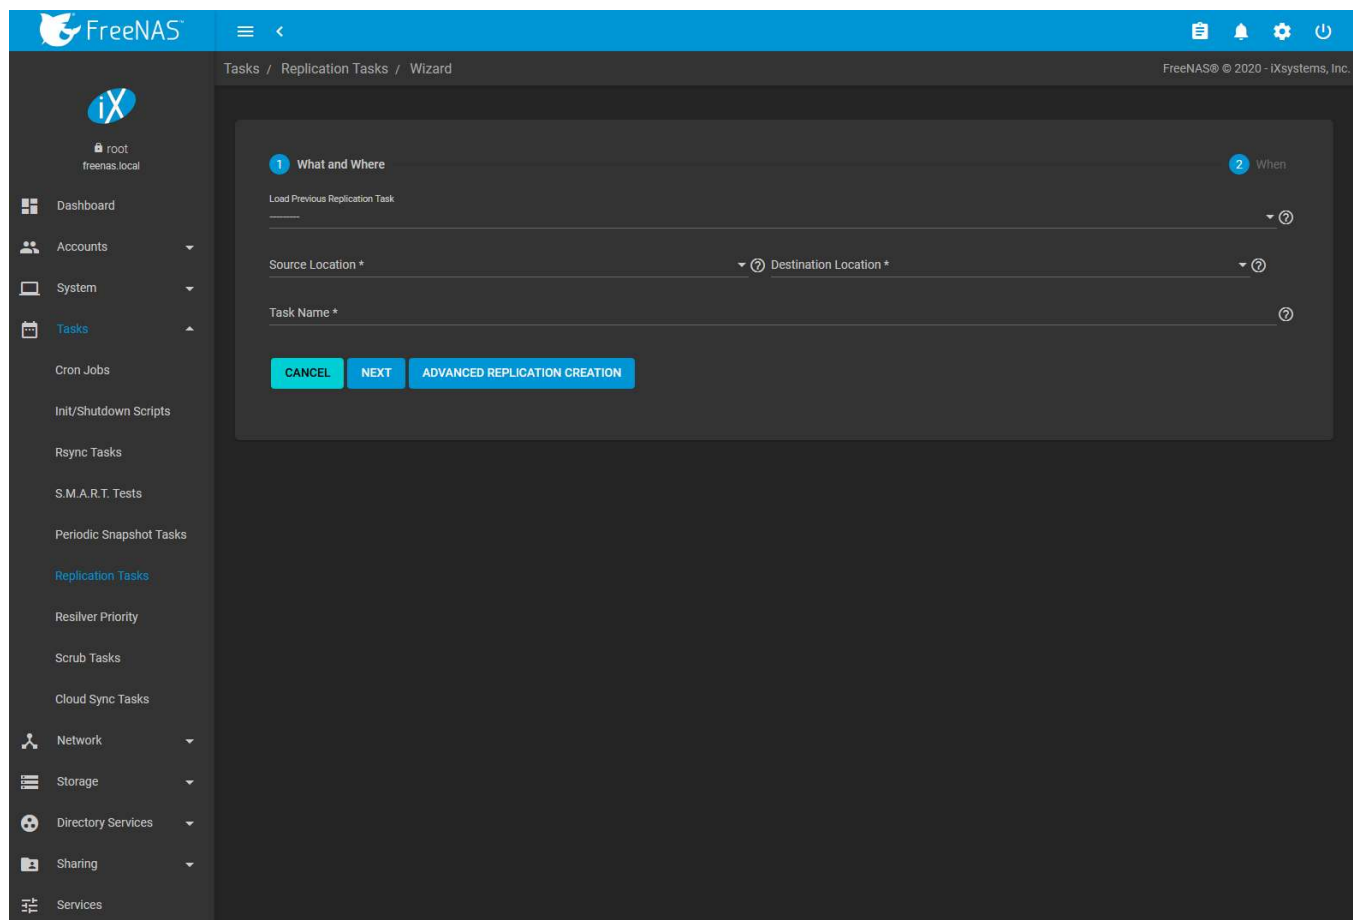 FreeNAS™
Tasks / Replication Tasks / Wizard
FreeNAS® © 2020 - iXsystems, Inc.
iX
root
freenas.local
Dashboard
Accounts
System
Tasks
Cron Jobs
Init/Shutdown Scripts
Rsync Tasks
S.M.A.R.T. Tests
Periodic Snapshot Tasks
Replication Tasks
Resilver Priority
Scrub Tasks
Cloud Sync Tasks
Network
Storage
Directory Services
Sharing
Services
1 What and Where
2 When
Load Previous Replication Task
---------
Source Location *
Destination Location *
Task Name *
CANCEL NEXT ADVANCED REPLICATION CREATION